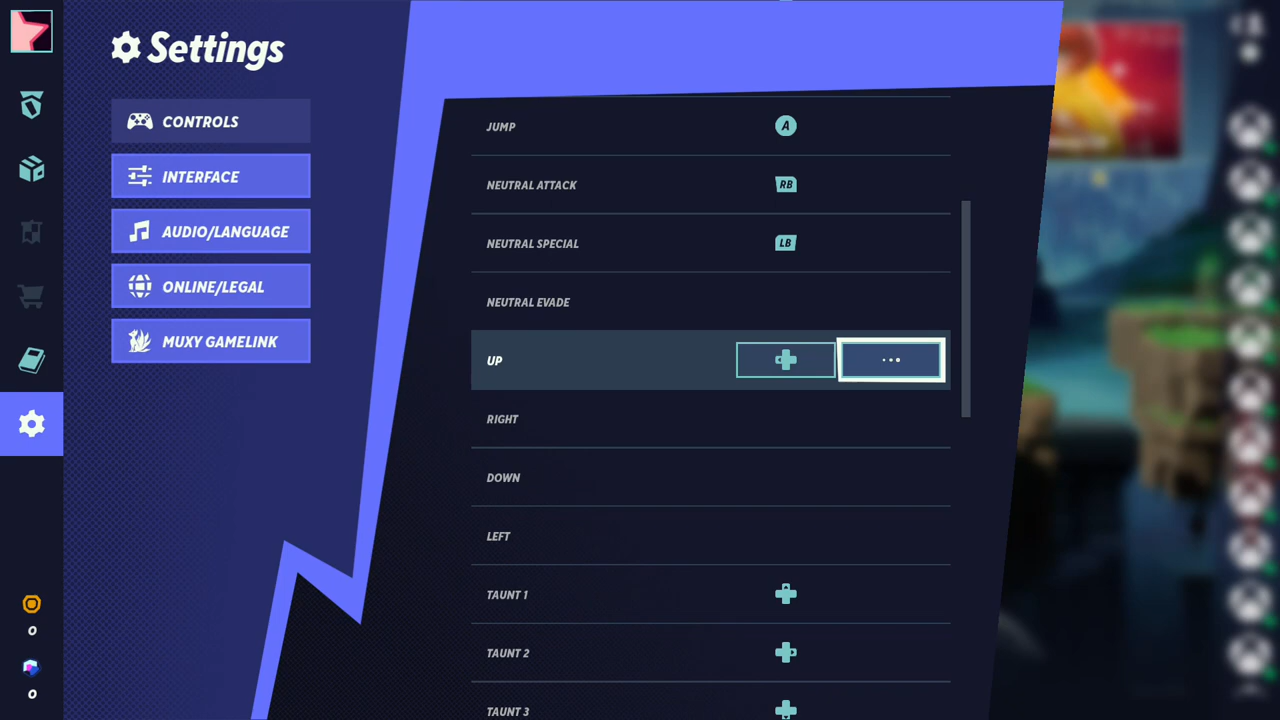 Settings
CONTROLS
INTERFACE
AUDIO/LANGUAGE
ONLINE/LEGAL
MUXY GAMELINK
0
0
JUMP A
NEUTRAL ATTACK RB
NEUTRAL SPECIAL LB
NEUTRAL EVADE
UP ...
RIGHT
DOWN
LEFT
TAUNT 1
TAUNT 2
TAUNT 3